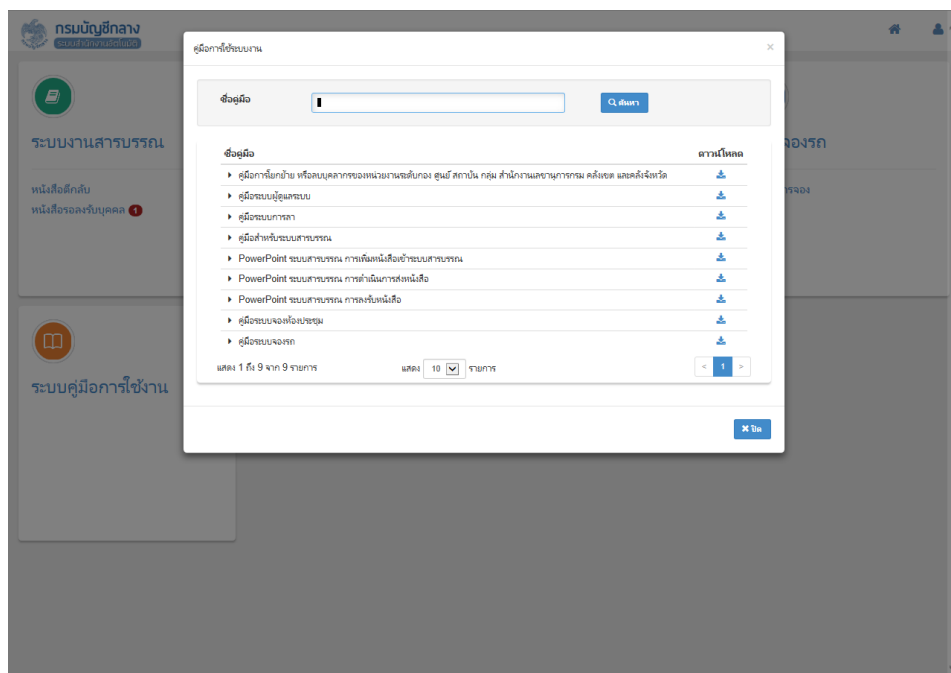 กรมบัญชีกลาง
ระบบสำนักงานอัตโนมัติ
คู่มือการใช้ระบบงาน ×
ชื่อคู่มือ ค้นหา
ระบบงานสารบรรณ
จองรถ
หนังสือตีกลับ
หนังสือรอลงรับบุคคล 1
ารจอง
ชื่อคู่มือ ดาวน์โหลด
คู่มือการโยกย้าย หรือลบบุคลากรของหน่วยงานระดับกอง ศูนย์ สถาบัน กลุ่ม สำนักงานเลขานุการกรม คลังเขต และคลังจังหวัด
คู่มือระบบผู้ดูแลระบบ
คู่มือระบบการลา
คู่มือสำหรับระบบสารบรรณ
PowerPoint ระบบสารบรรณ การเพิ่มหนังสือเข้าระบบสารบรรณ
PowerPoint ระบบสารบรรณ การดำเนินการส่งหนังสือ
PowerPoint ระบบสารบรรณ การลงรับหนังสือ
คู่มือระบบจองห้องประชุม
คู่มือระบบจองรถ
แสดง 1 ถึง 9 จาก 9 รายการ แสดง 10 รายการ < 1 >
ระบบคู่มือการใช้งาน
× ปิด